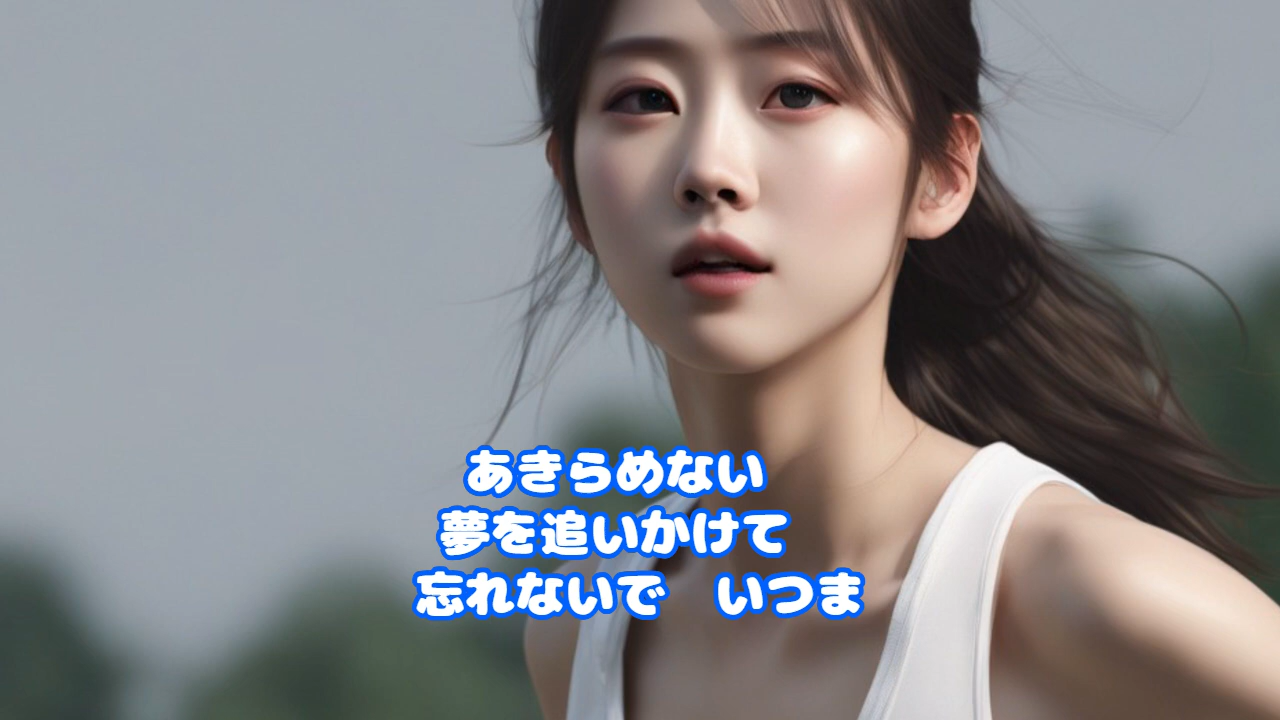 あきらめない
夢を追いかけて
忘れないで　いつま